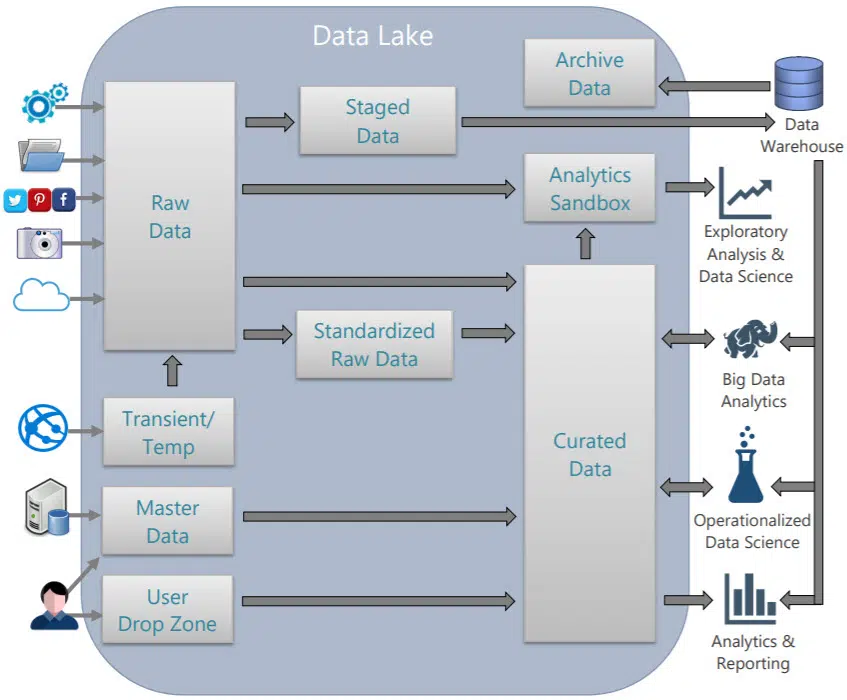 Data Lake
Archive
Data
Staged
Data
Data
Warehouse
Raw
Data
Analytics
Sandbox
Exploratory
Analysis &
Data Science
Standardized
Raw Data
Big Data
Analytics
Transient/
Temp
Curated
Data
Master
Data
Operationalized
Data Science
User
Drop Zone
Analytics &
Reporting